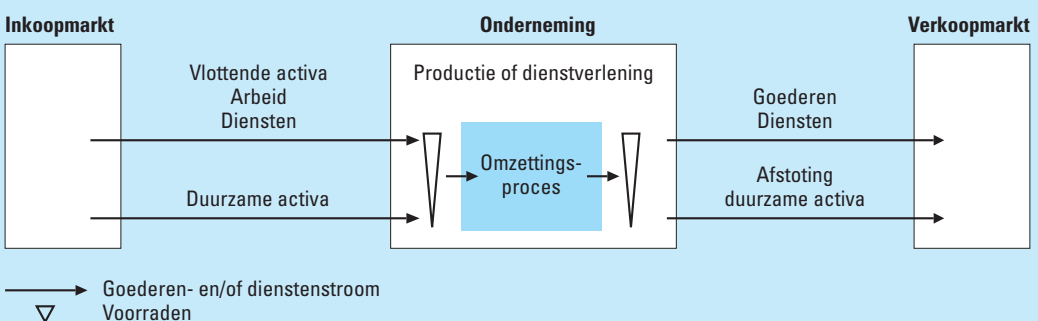 Inkoopmarkt
Onderneming
Verkoopmarkt
Vlottende activa
Arbeid
Diensten
Duurzame activa
Productie of dienstverlening
Omzettings-
proces
Goederen
Diensten
Afstoting
duurzame activa
Goederen- en/of dienstenstroom
Voorraden